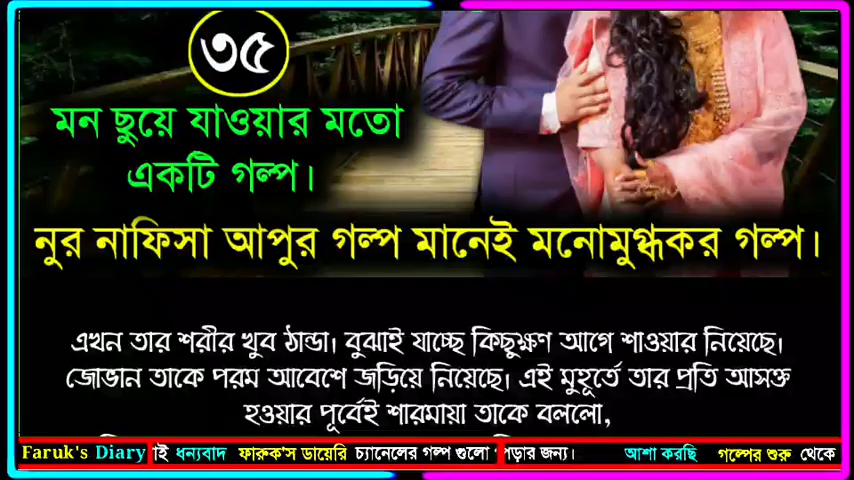 ৩৫
মন ছুয়ে যাওয়ার মতো
একটি গল্প।
নুর নাফিসা আপুর গল্প মানেই মনোমুগ্ধকর গল্প।
এখন তার শরীর খুব ঠান্ডা। বুঝাই যাচ্ছে কিছুক্ষণ আগে শাওয়ার নিয়েছে।
জোভান তাকে পরম আবেশে জড়িয়ে নিয়েছে। এই মুহূর্তে তার প্রতি আসক্ত
হওয়ার পূর্বেই শারমায়া তাকে বললো,
Faruk's Diary ধন্যবাদ ফারুক'স ডায়েরি চ্যানেলের গল্প গুলো পড়ার জন্য। আশা করছি গল্পের শুরু থেকে